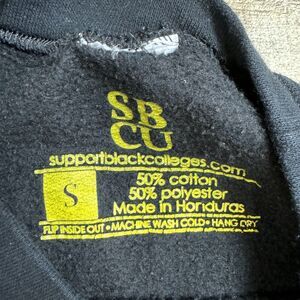 SB
CU
supportblackcolleges.com
S
50% cotton
50% polyester
Made in Honduras
FLIP INSIDE OUT • MACHINE WASH COLD • HANG DRY